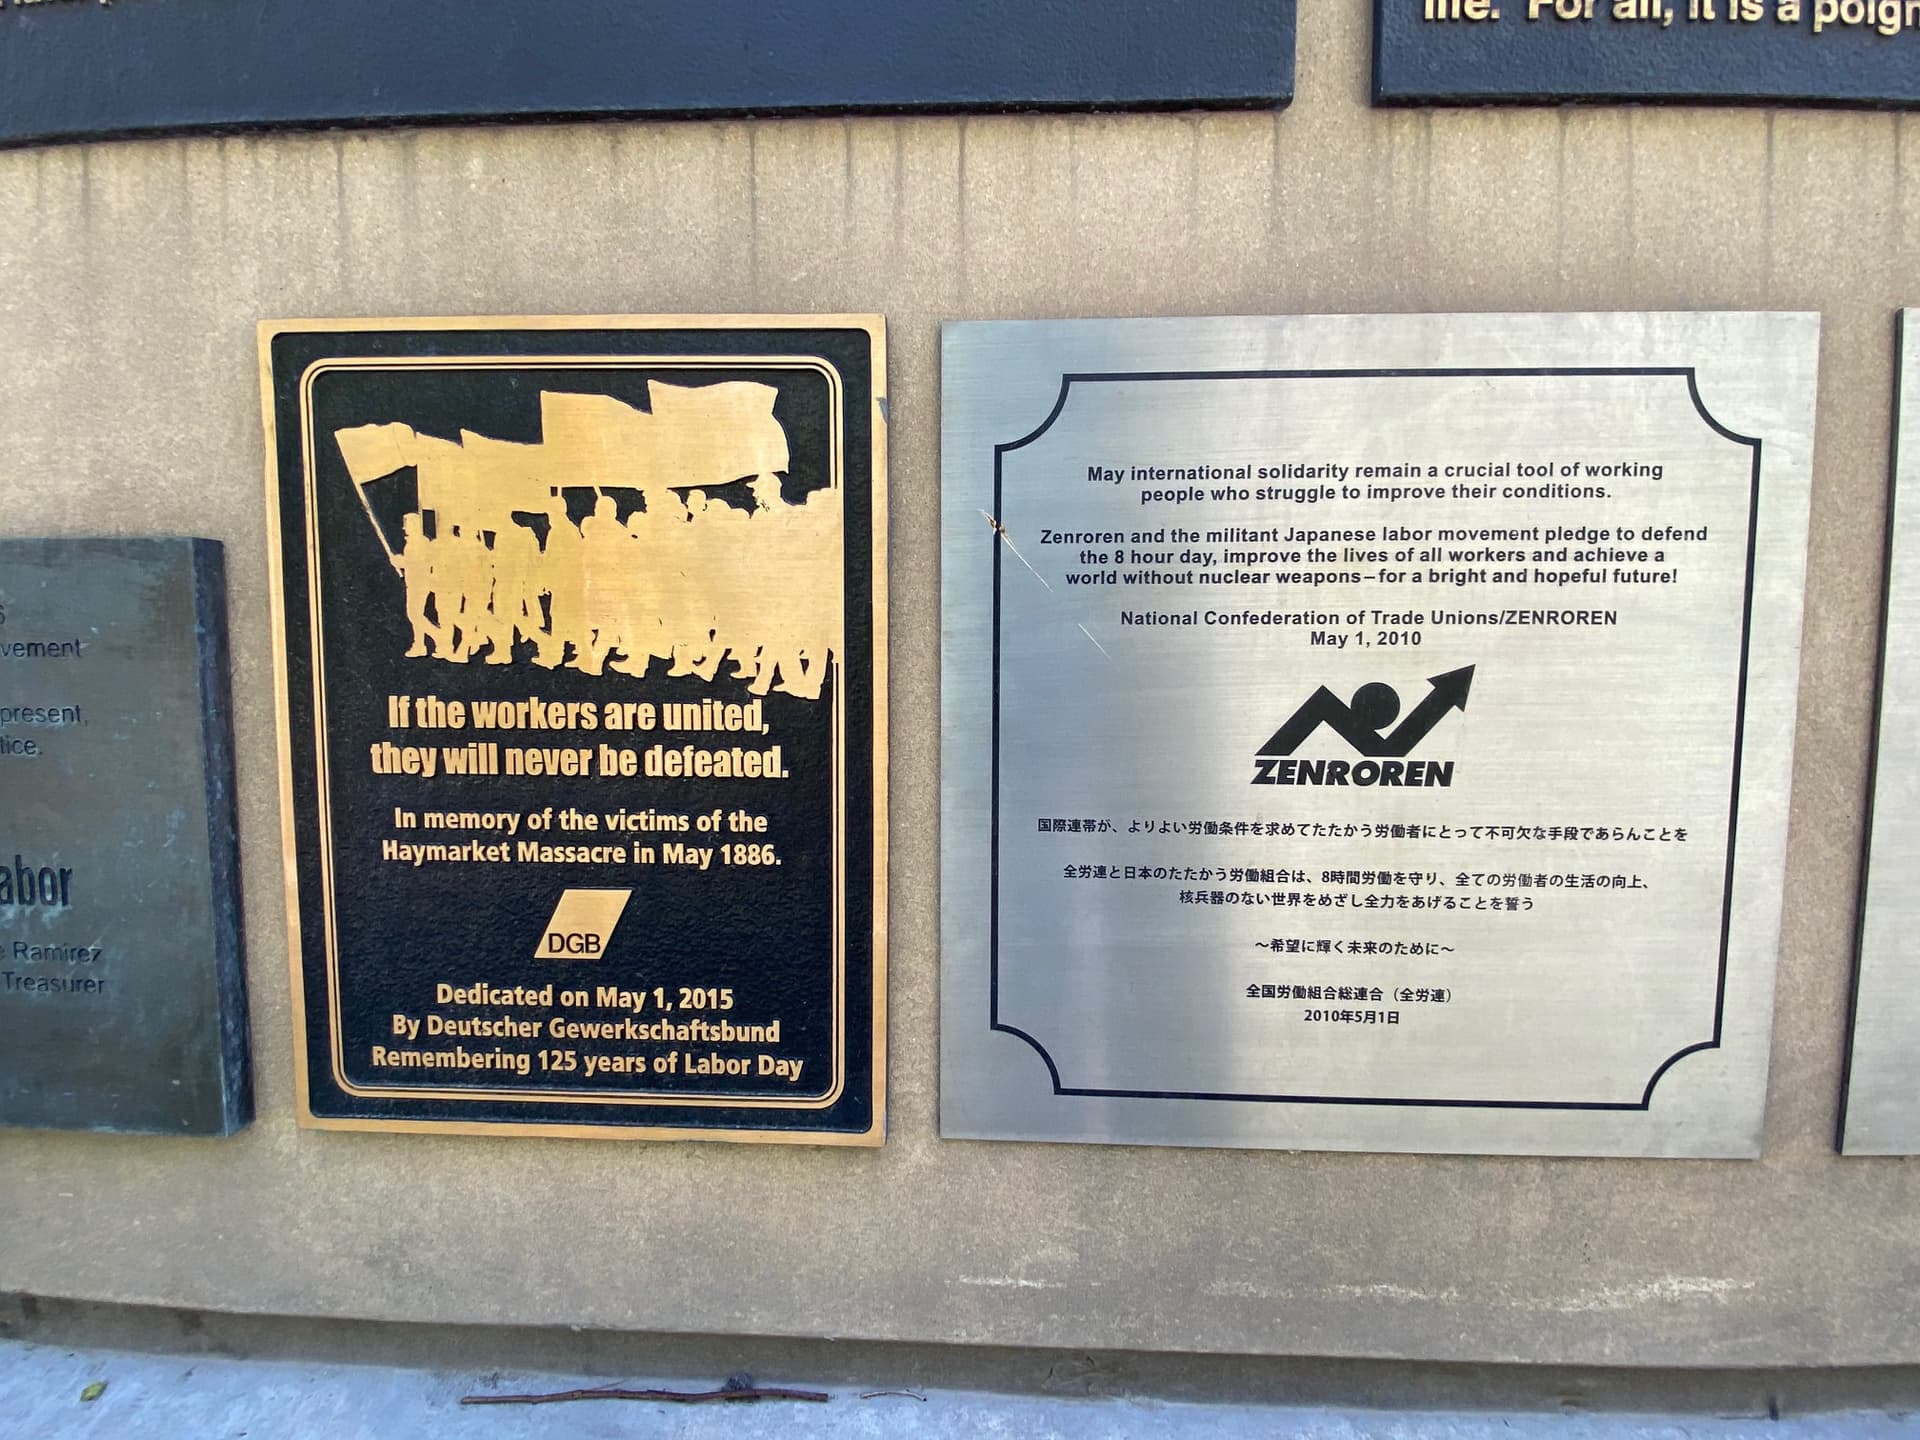 life. For all, it is a
vement
present,
tice.
abor
Ramirez
Treasurer
If the workers are united,
they will never be defeated.
In memory of the victims of the
Haymarket Massacre in May 1886.
DGB
Dedicated on May 1, 2015
By Deutscher Gewerkschaftsbund
Remembering 125 years of Labor Day
May international solidarity remain a crucial tool of working
people who struggle to improve their conditions.
Zenroren and the militant Japanese labor movement pledge to defend
the 8 hour day, improve the lives of all workers and achieve a
world without nuclear weapons–for a bright and hopeful future!
National Confederation of Trade Unions/ZENROREN
May 1, 2010
ZENROREN
国際連帯が、よりよい労働条件を求めてたたかう労働者にとって不可欠な手段であらんことを
全労連と日本のたたかう労働組合は、8時間労働を守り、全ての労働者の生活の向上、
核兵器のない世界をめざし全力をあげることを誓う
～希望に輝く未来のために～
全国労働組合総連合（全労連）
2010年5月1日